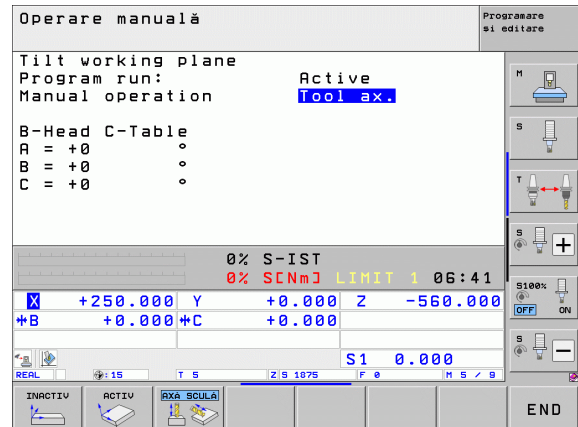 Operare manuală
Programare
si editare
Tilt working plane
Program run: Active
Manual operation Tool ax.
B-Head C-Table
A = +0 °
B = +0 °
C = +0 °
0% S-IST
0% S[Nm] LIMIT 1 06:41
X +250.000 Y +0.000 Z -560.000
B +0.000 C +0.000
S1 0.000
REAL :15 T 5 Z S 1875 F 0 M 5 / 9
M
S
T
S
S100%
OFF ON
S
INACTIV
ACTIV
AXĂ SCULĂ
END